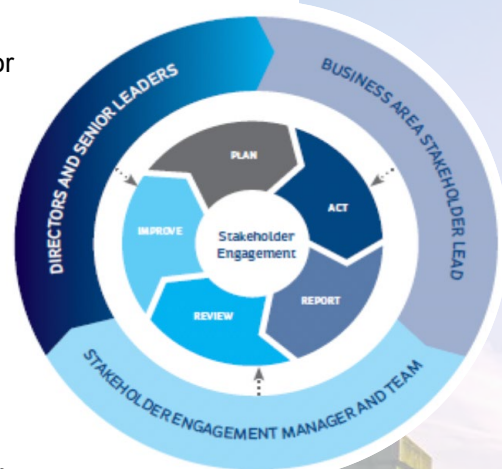 or
DIRECTORS AND SENIOR LEADERS
BUSINESS AREA STAKEHOLDER LEAD
PLAN
ACT
IMPROVE
Stakeholder
Engagement
REPORT
REVIEW
STAKEHOLDER ENGAGEMENT MANAGER AND TEAM